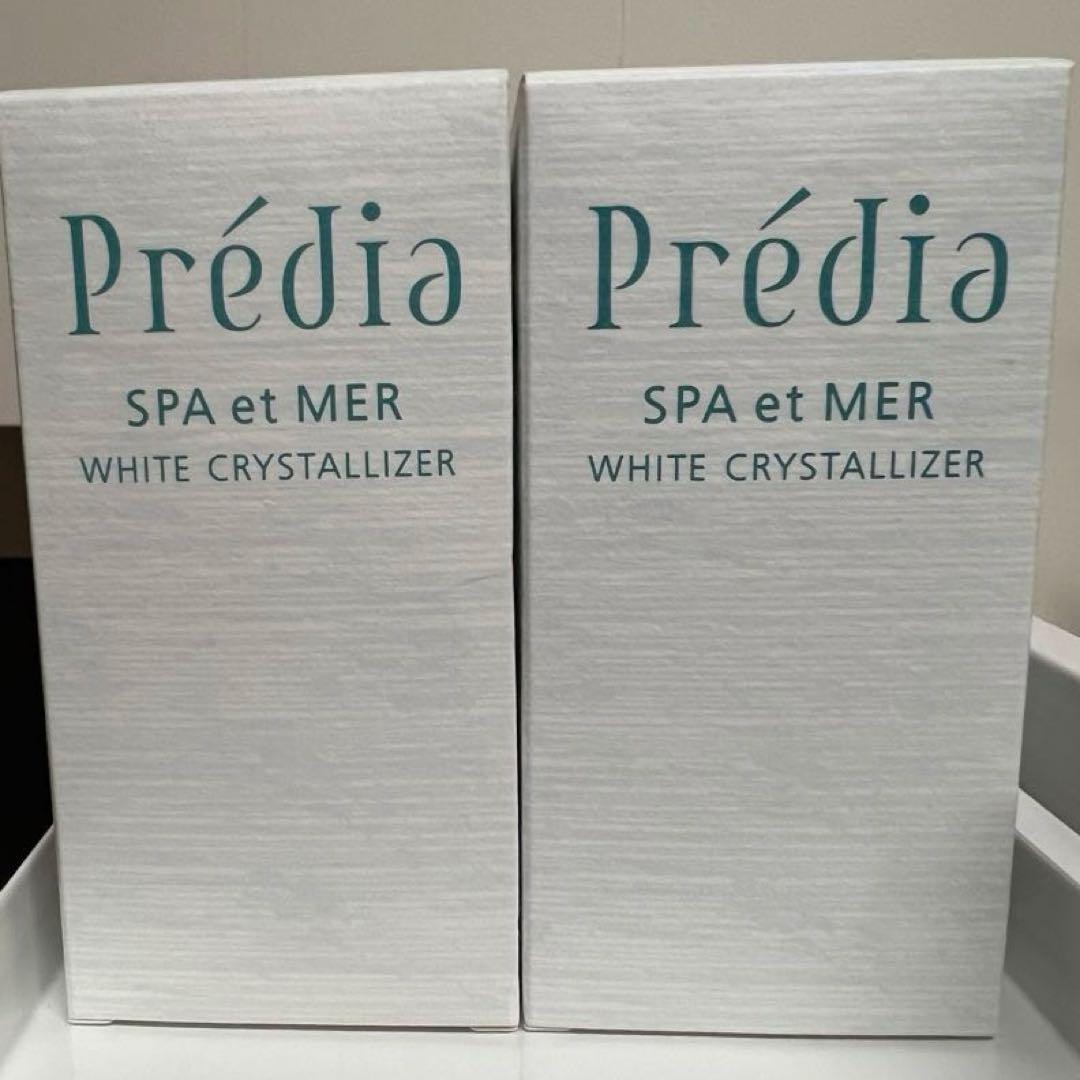 Prédia
SPA et MER
WHITE CRYSTALLIZER
Prédia
SPA et MER
WHITE CRYSTALLIZER